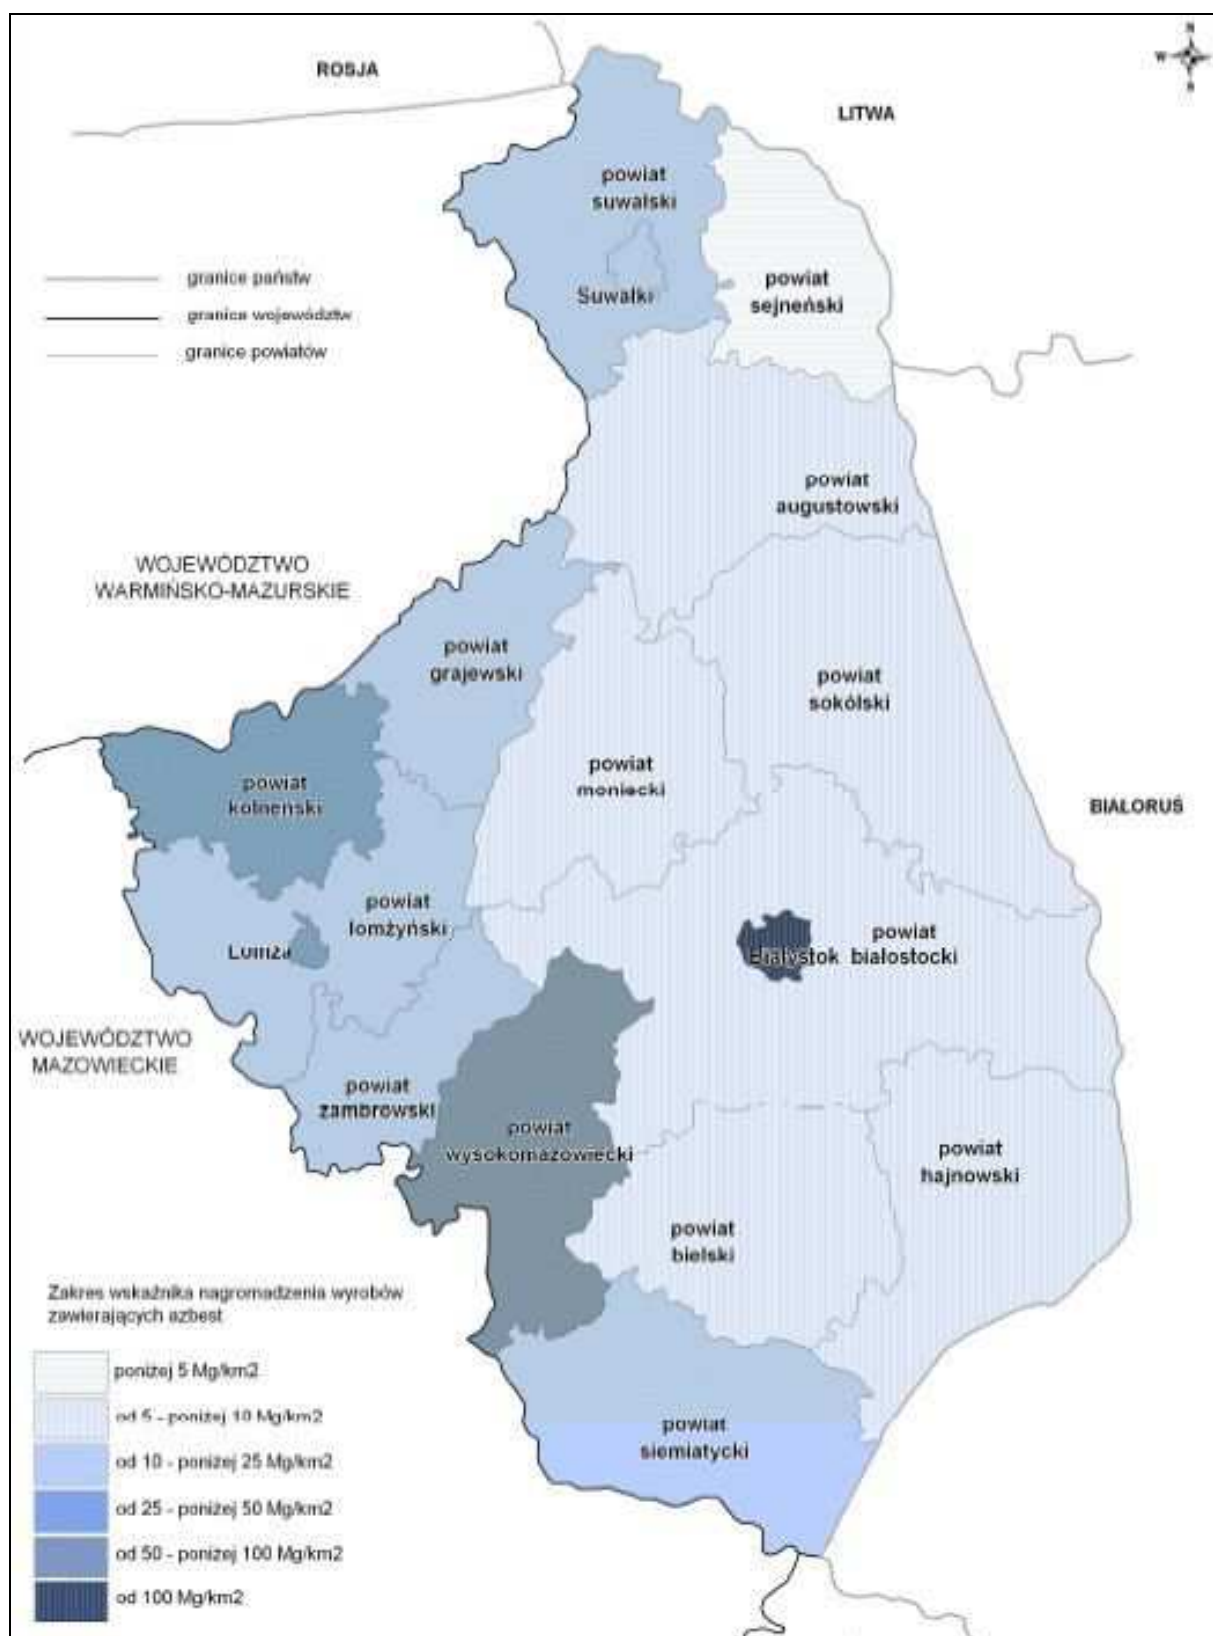 N
W
S
ROSJA
LITWA
powiat
suwalski
Suwałki
powiat
sejneński
granice państw
granice województw
granice powiatów
powiat
augustowski
WOJEWÓDZTWO
WARMIŃSKO-MAZURSKIE
powiat
grajewski
powiat
sokólski
powiat
moniecki
powiat
kolneński
BIAŁORUŚ
powiat
łomżyński
Łomża
powiat
białostocki
Białystok
WOJEWÓDZTWO
MAZOWIECKIE
powiat
zambrowski
powiat
wysokomazowiecki
powiat
hajnowski
powiat
bielski
Zakres wskaźnika nagromadzenia wyrobów
zawierających azbest
poniżej 5 Mg/km2
od 5 - poniżej 10 Mg/km2
od 10 - poniżej 25 Mg/km2
od 25 - poniżej 50 Mg/km2
od 50 - poniżej 100 Mg/km2
od 100 Mg/km2
powiat
siemiatycki